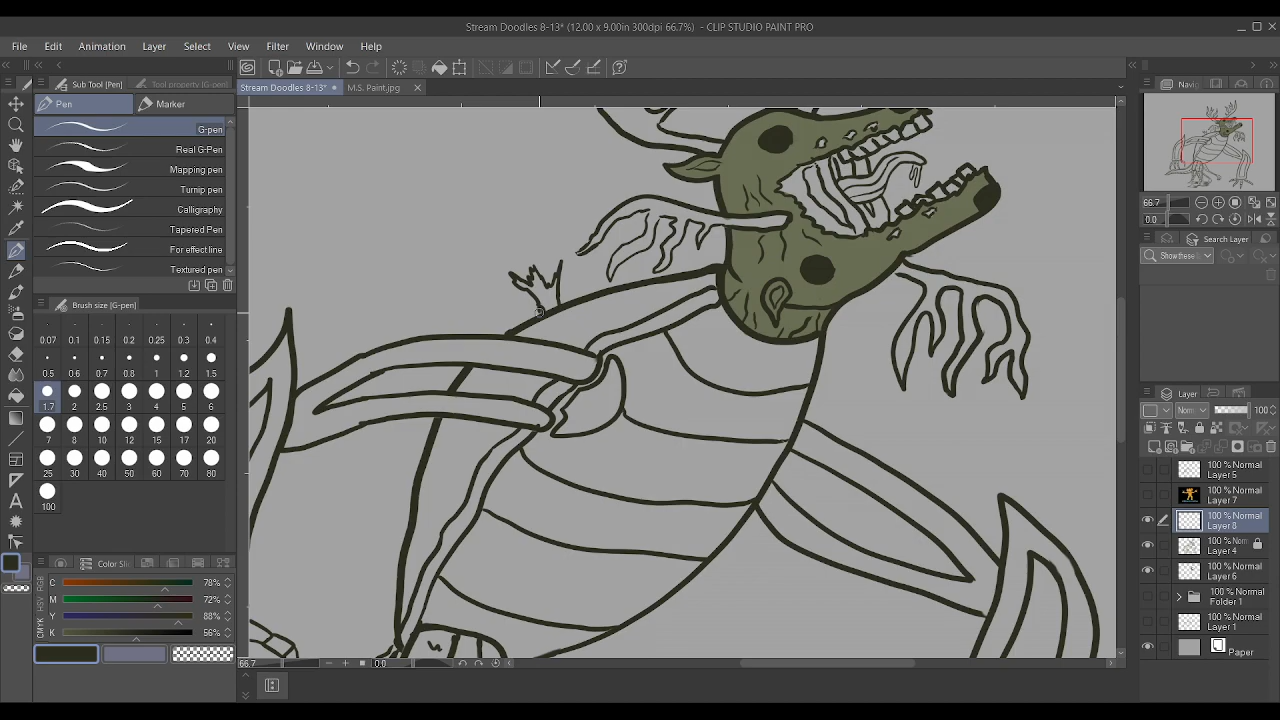 Stream Doodles 8-13* (12.00 x 9.00in 300dpi 66.7%)  - CLIP STUDIO PAINT PRO
File Edit Animation Layer Select View Filter Window Help
Sub Tool [Pen] Tool property [G-pen]
Stream Doodles 8-13* M.S. Paint.jpg
Navig
Pen Marker
G-pen
Real G-Pen
Mapping pen
Turnip pen
Calligraphy
Tapered Pen
For effect line
Textured pen
66.7
0.0
Search Layer
Show these l
Brush size [G-pen]
0.07 0.1 0.15 0.2 0.25 0.3 0.4
0.5 0.6 0.7 0.8 1 1.2 1.5
1.7 2 2.5 3 4 5 6
7 8 10 12 15 17 20
25 30 40 50 60 70 80
100
Layer
Norn 100
100 % Normal
Layer 5
100 % Normal
Layer 7
100 % Normal
Layer 8
100 % Norm
Layer 4
100 % Normal
Layer 6
100 % Normal
Folder 1
100 % Normal
Layer 1
Paper
Color Sli
RGB
HSV
CMYK
C 78%
M 72%
Y 88%
K 56%
66.7 0.0